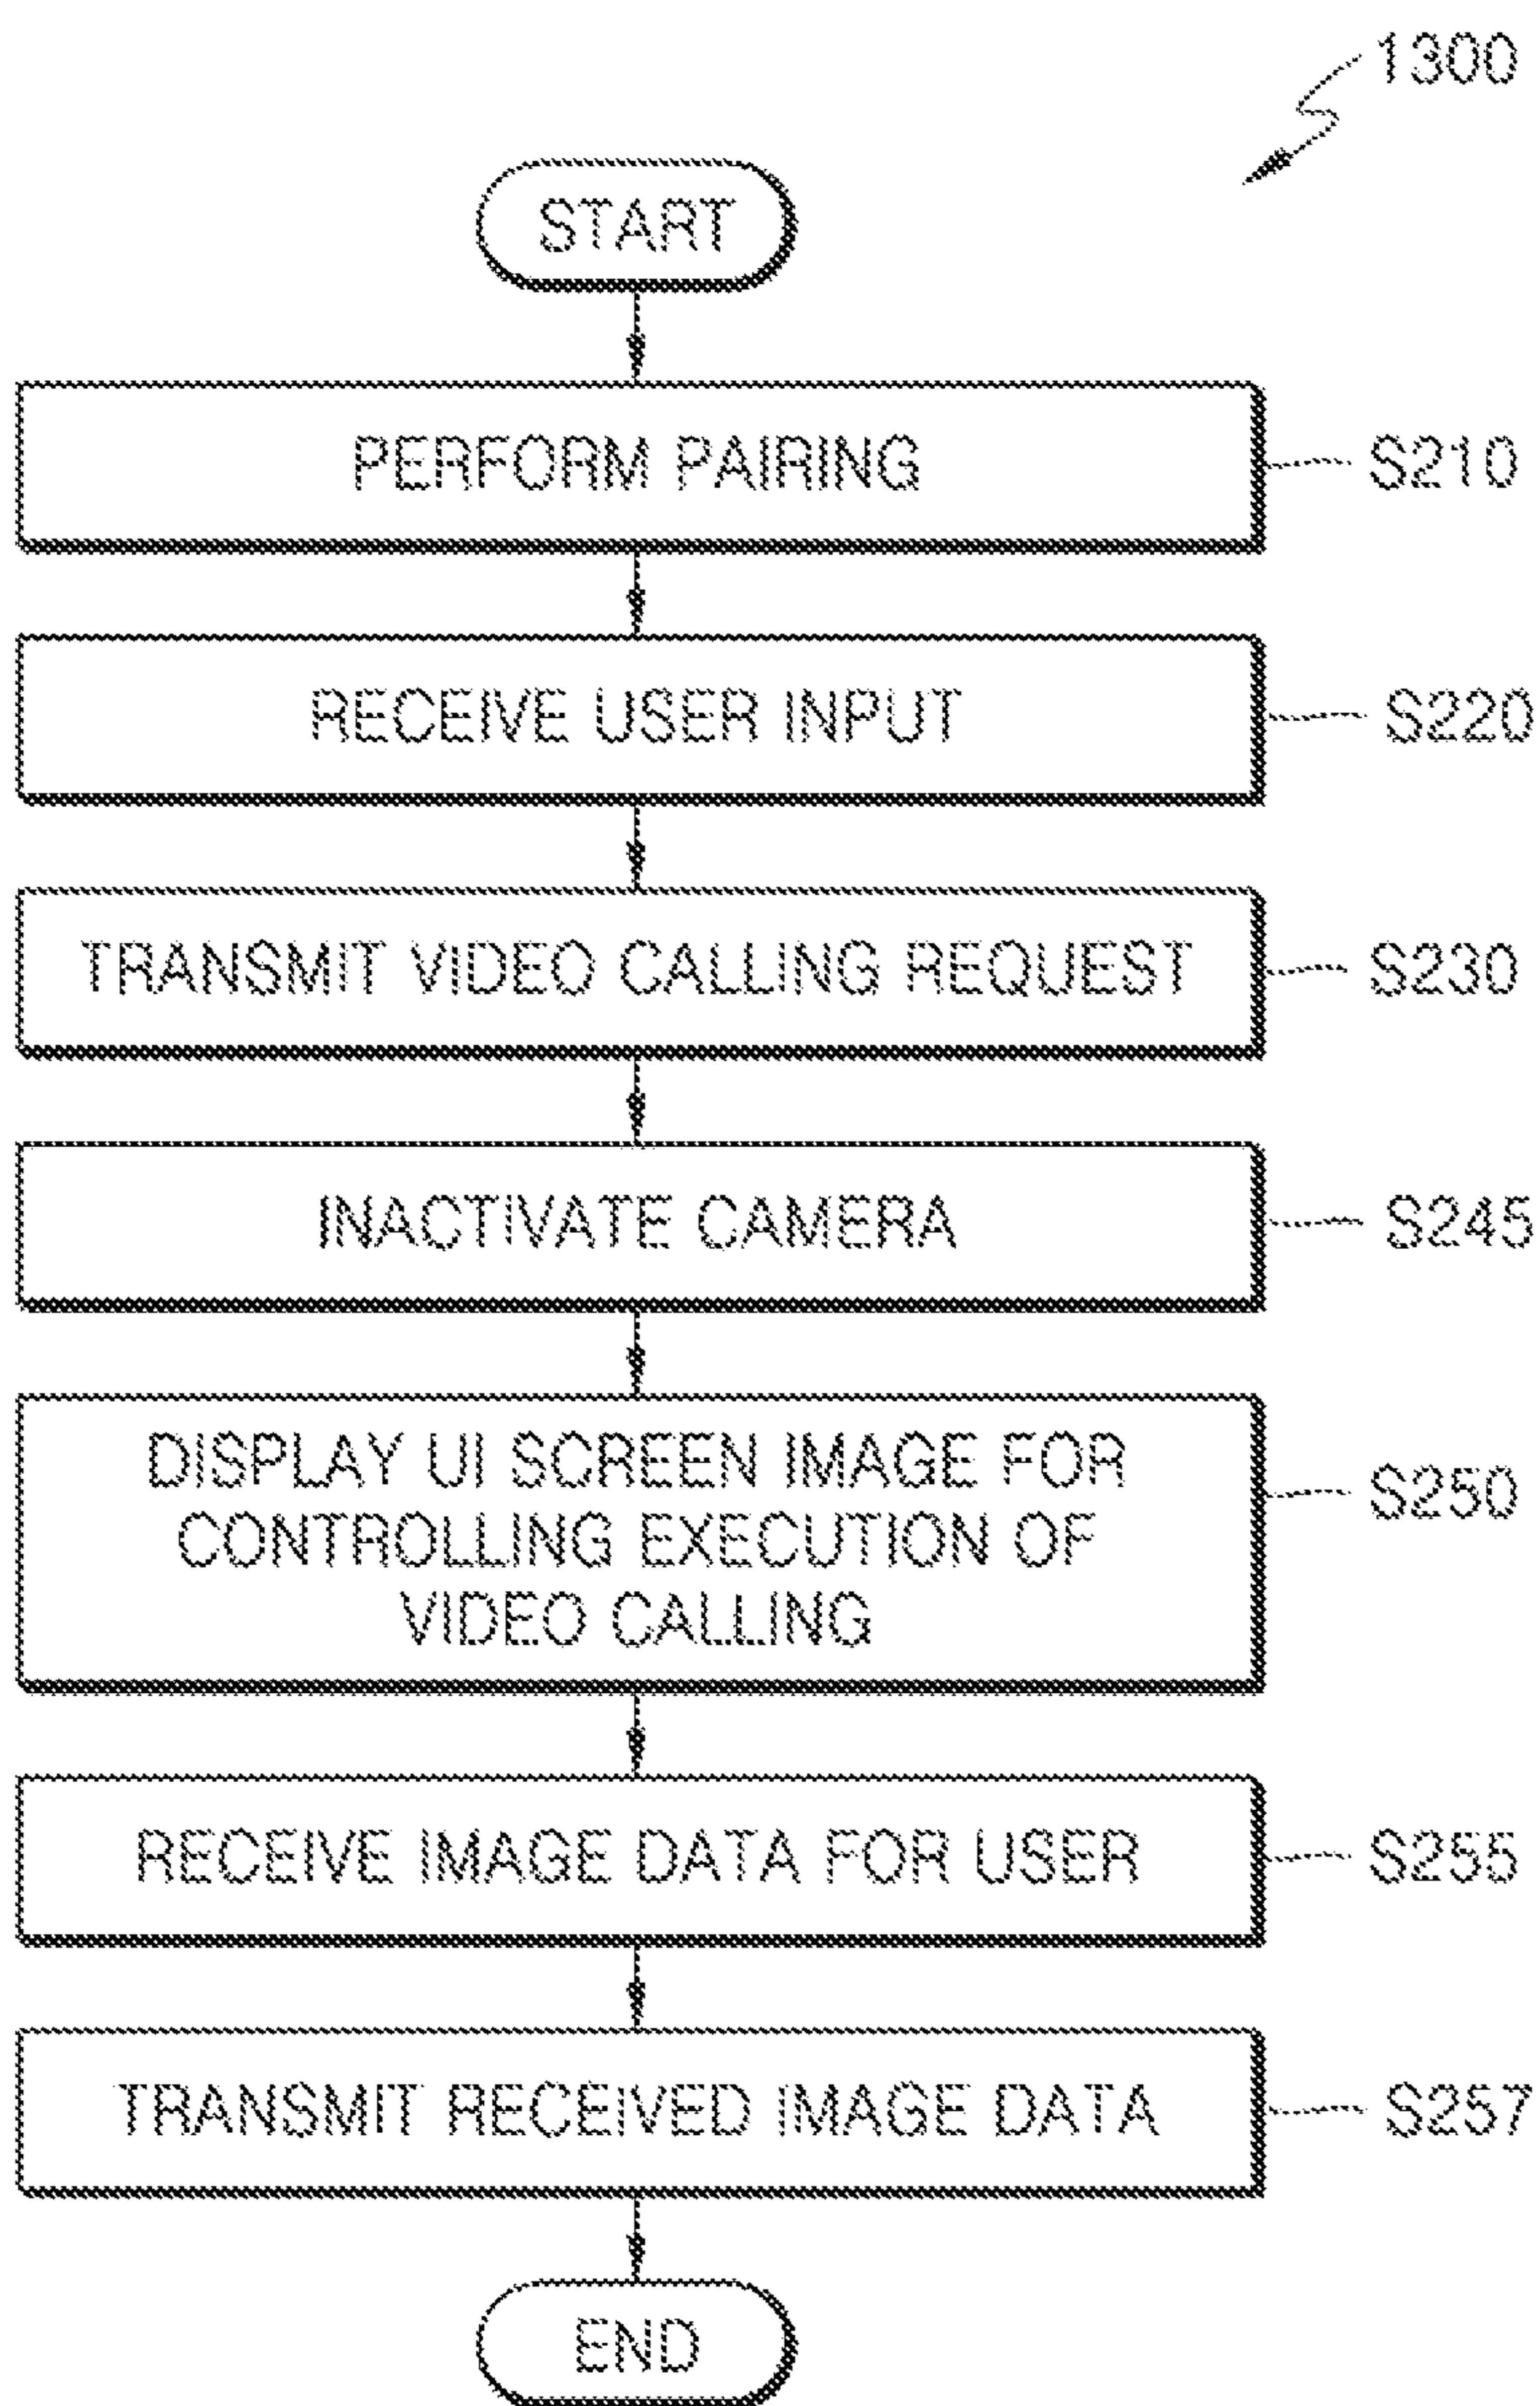 1300
START
PERFORM PAIRING
S210
RECEIVE USER INPUT
S220
TRANSMIT VIDEO CALLING REQUEST
S230
INACTIVATE CAMERA
S245
DISPLAY UI SCREEN IMAGE FOR
CONTROLLING EXECUTION OF
VIDEO CALLING
S250
RECEIVE IMAGE DATA FOR USER
S255
TRANSMIT RECEIVED IMAGE DATA
S257
END